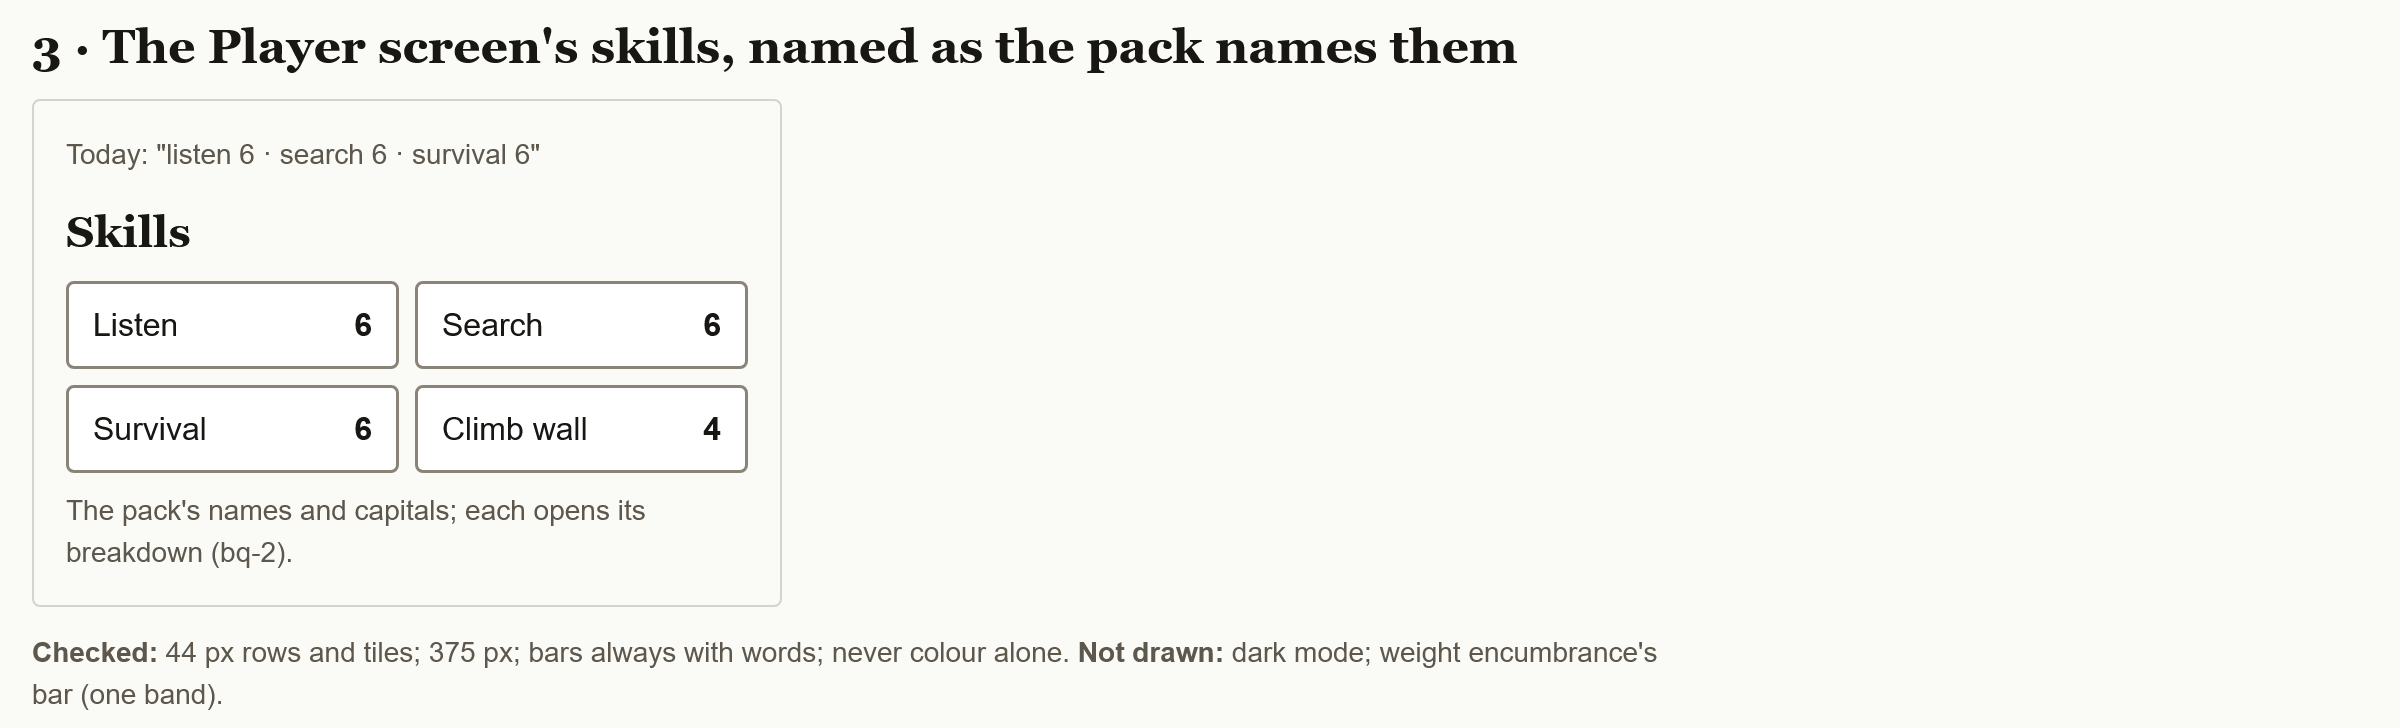 3 · The Player screen's skills, named as the pack names them
Today: "listen 6 · search 6 · survival 6"
Skills
Listen 6
Search 6
Survival 6
Climb wall 4
The pack's names and capitals; each opens its
breakdown (bq-2).
Checked: 44 px rows and tiles; 375 px; bars always with words; never colour alone. Not drawn: dark mode; weight encumbrance's
bar (one band).